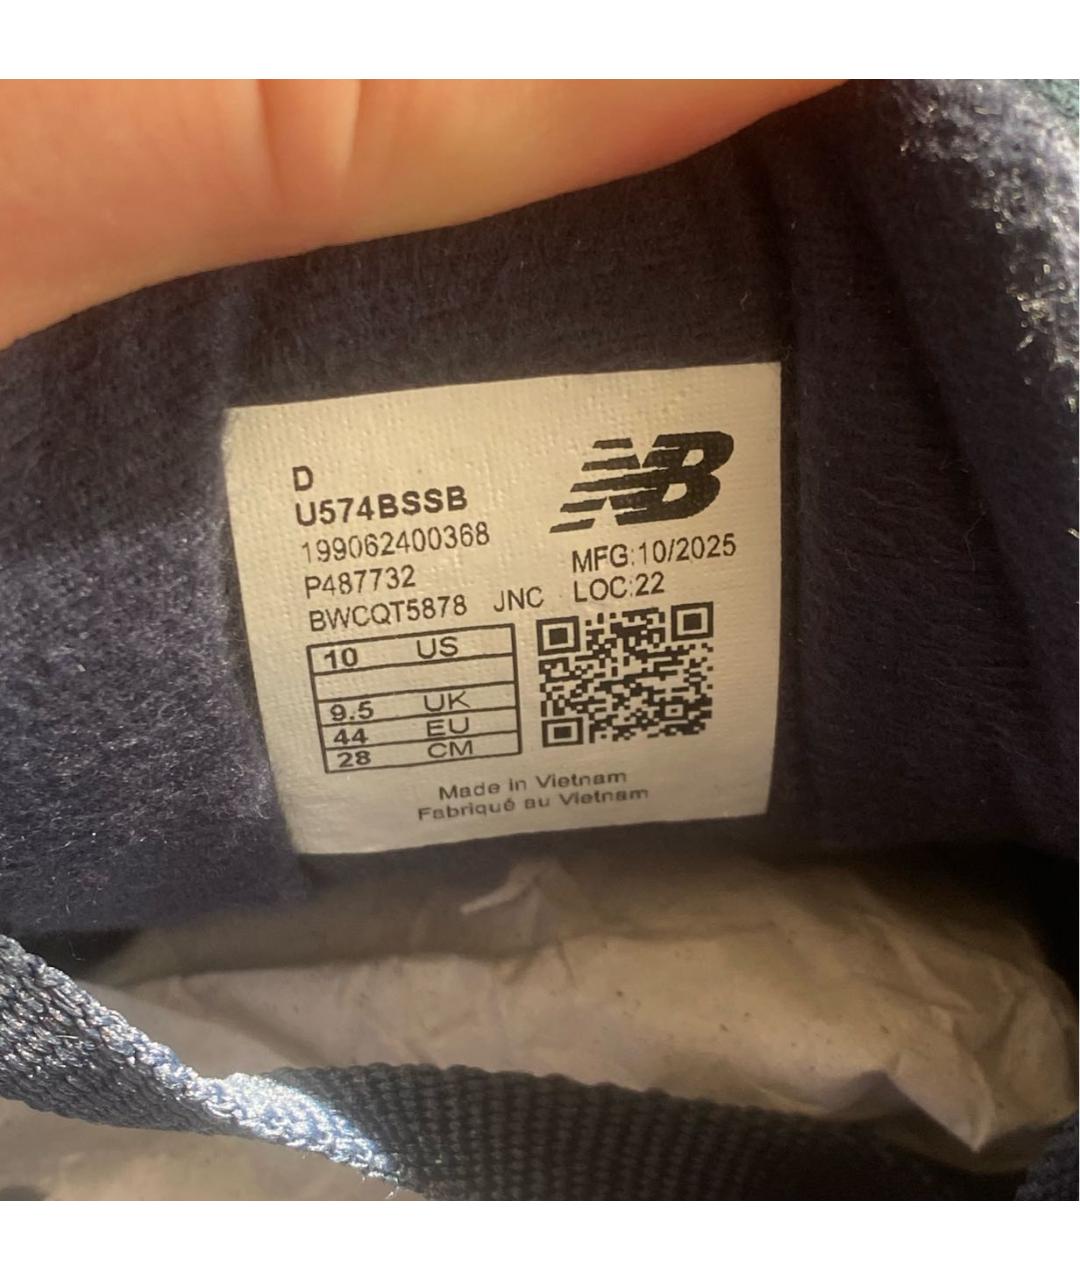 D
U574BSSB
199062400368
P487732
BWCQT5878 JNC
NB
MFG:10/2025
LOC:22
10 US
9.5 UK
44 EU
28 CM
Made in Vietnam
Fabriqué au Vietnam